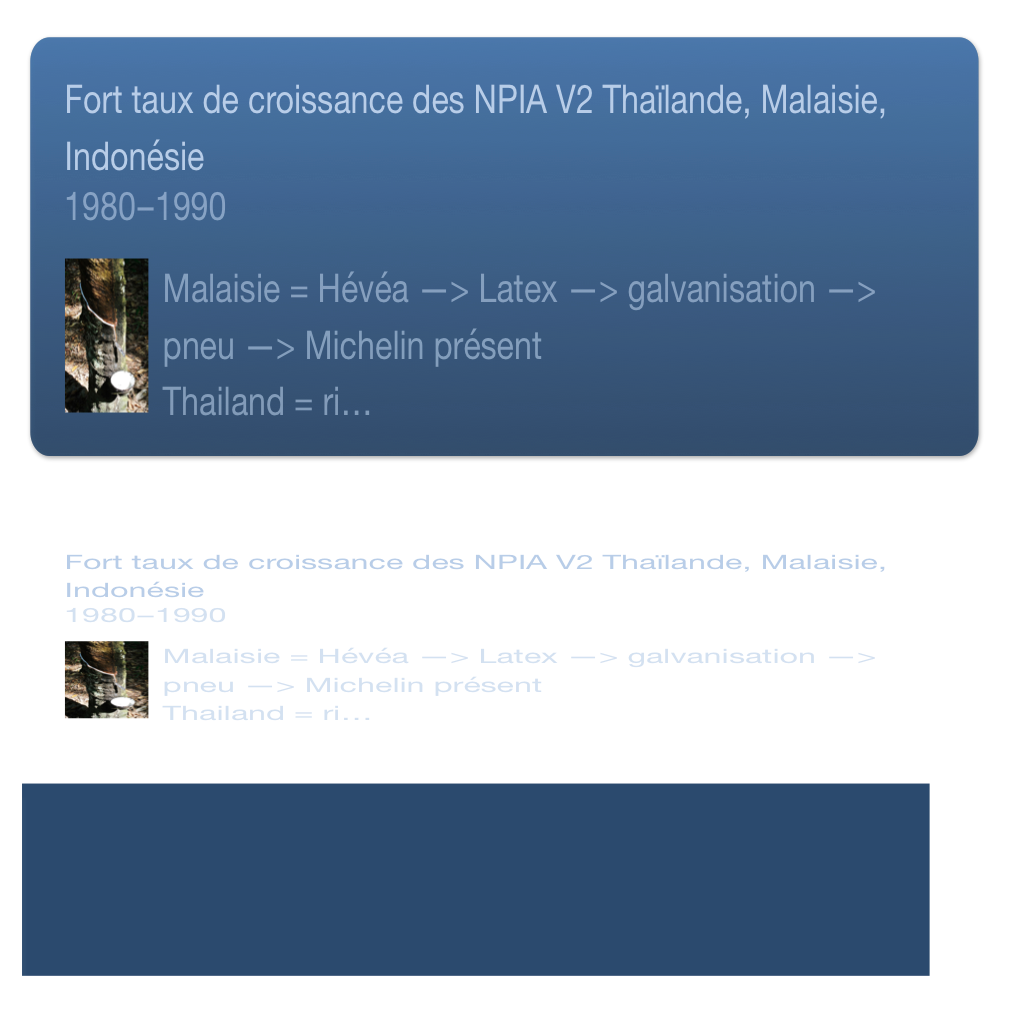 Fort taux de croissance des NPIA V2 Thaïlande, Malaisie,
Indonésie
1980–1990
Malaisie = Hévéa —> Latex —> galvanisation —>
pneu —> Michelin présent
Thailand = ri…
Fort taux de croissance des NPIA V2 Thaïlande, Malaisie,
Indonésie
1980–1990
Malaisie = Hévéa —> Latex —> galvanisation —>
pneu —> Michelin présent
Thailand = ri…